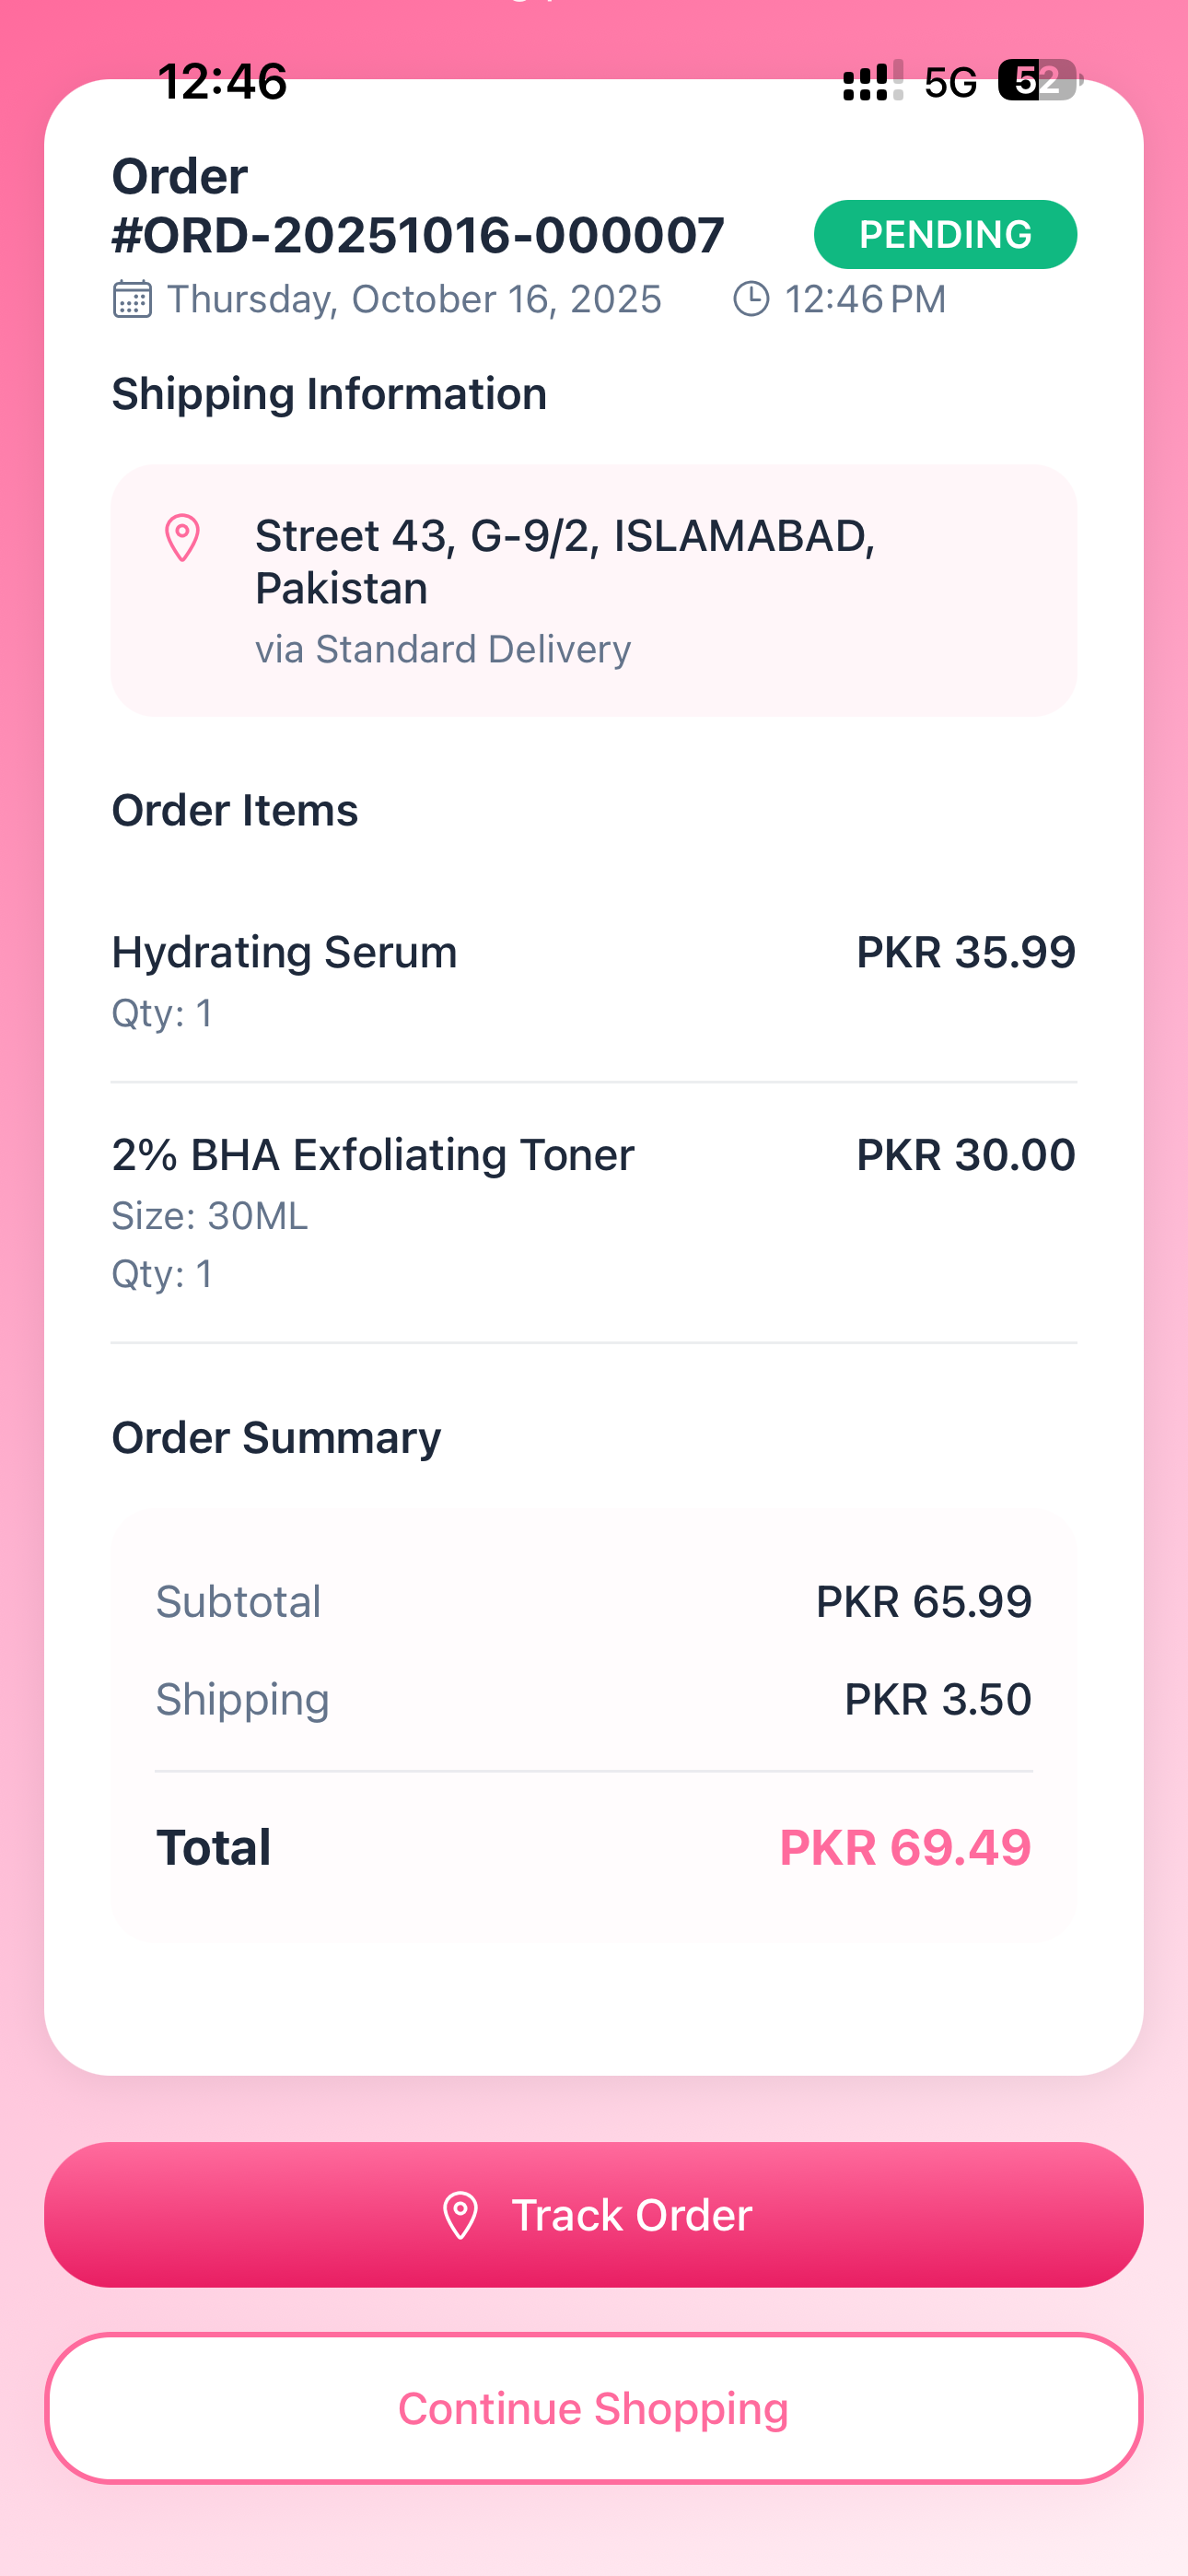 12:46
5G 52
Order
#ORD-20251016-000007
PENDING
Thursday, October 16, 2025
12:46 PM
Shipping Information
Street 43, G-9/2, ISLAMABAD,
Pakistan
via Standard Delivery
Order Items
Hydrating Serum PKR 35.99
Qty: 1
2% BHA Exfoliating Toner PKR 30.00
Size: 30ML
Qty: 1
Order Summary
Subtotal PKR 65.99
Shipping PKR 3.50
Total PKR 69.49
Track Order
Continue Shopping